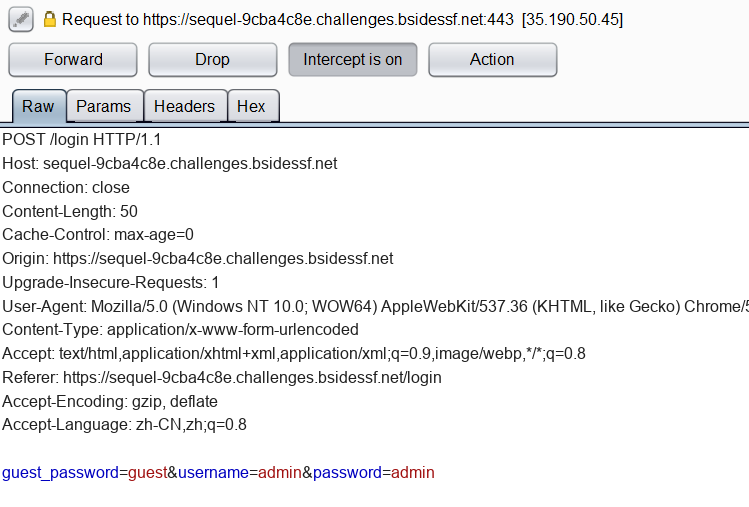 Request to https://sequel-9cba4c8e.challenges.bsidessf.net:443 [35.190.50.45]
Forward Drop Intercept is on Action
Raw Params Headers Hex
POST /login HTTP/1.1
Host: sequel-9cba4c8e.challenges.bsidessf.net
Connection: close
Content-Length: 50
Cache-Control: max-age=0
Origin: https://sequel-9cba4c8e.challenges.bsidessf.net
Upgrade-Insecure-Requests: 1
User-Agent: Mozilla/5.0 (Windows NT 10.0; WOW64) AppleWebKit/537.36 (KHTML, like Gecko) Chrome/5
Content-Type: application/x-www-form-urlencoded
Accept: text/html,application/xhtml+xml,application/xml;q=0.9,image/webp,*/*;q=0.8
Referer: https://sequel-9cba4c8e.challenges.bsidessf.net/login
Accept-Encoding: gzip, deflate
Accept-Language: zh-CN,zh;q=0.8
guest_password=guest&username=admin&password=admin